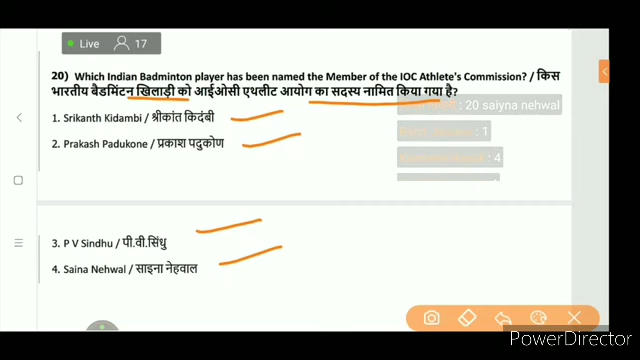 Live 17
20) Which Indian Badminton player has been named the Member of the IOC Athlete's Commission? / किस
भारतीय बैडमिंटन खिलाड़ी को आईओसी एथलीट आयोग का सदस्य नामित किया गया है?
: 20 saiyna nehwal
1. Srikanth Kidambi / श्रीकांत किदंबी
: 1
2. Prakash Padukone / प्रकाश पदुकोण
: 4
3. P V Sindhu / पी.वी.सिंधु
4. Saina Nehwal / साइना नेहवाल
PowerDirector